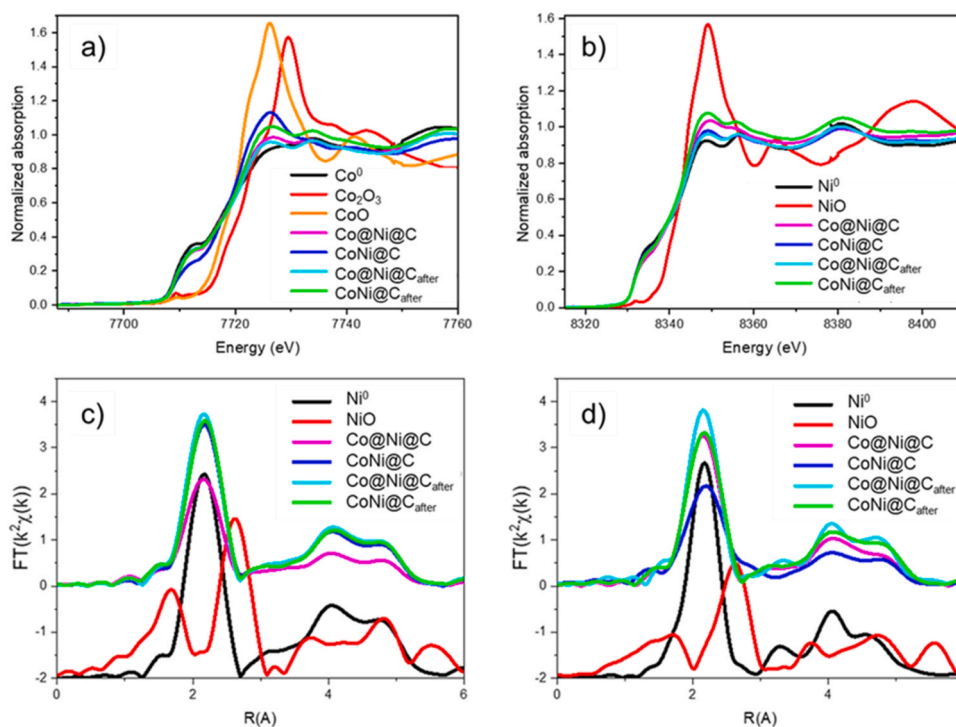 a)
Normalized absorption
1.6
1.4
1.2
1.0
0.8
0.6
0.4
0.2
0.0
Co⁰
Co₂O₃
CoO
Co@Ni@C
CoNi@C
Co@Ni@Cafter
CoNi@Cafter
7700
7720
7740
7760
Energy (eV)
b)
Normalized absorption
1.6
1.4
1.2
1.0
0.8
0.6
0.4
0.2
0.0
Ni⁰
NiO
Co@Ni@C
CoNi@C
Co@Ni@Cafter
CoNi@Cafter
8320
8340
8360
8380
8400
Energy (eV)
c)
FT(k²χ(k))
4
3
2
1
0
-1
-2
Ni⁰
NiO
Co@Ni@C
CoNi@C
Co@Ni@Cafter
CoNi@Cafter
0
2
4
6
R(A)
d)
FT(k²χ(k))
4
3
2
1
0
-1
-2
Ni⁰
NiO
Co@Ni@C
CoNi@C
Co@Ni@Cafter
CoNi@Cafter
0
2
4
R(A)